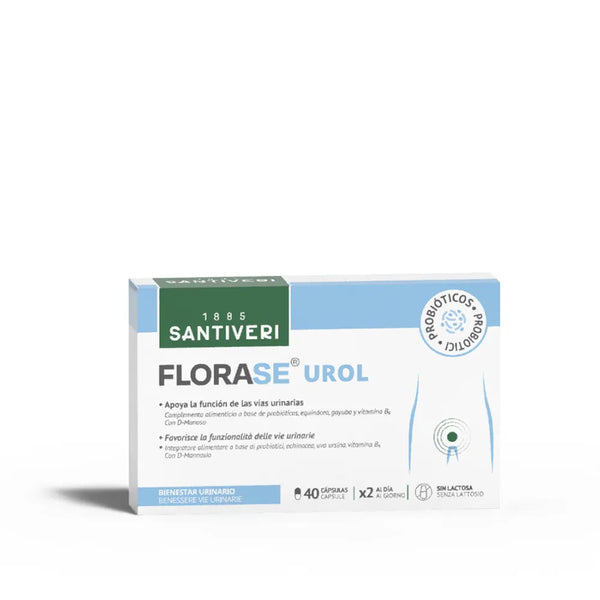 1885
SANTIVERI
1885
SANTIVERI
FLORASE® UROL
PROBIÓTICOS • PROBIOTICI •
• Apoya la función de las vías urinarias
Complemento alimenticio a base de probióticos, equinácea, gayuba y vitamina B₆
Con D-Manosa
• Favorisce la funzionalità delle vie urinarie
• Integratore alimentare a base di probiotici, echinacea, uva ursina, vitamina B₆
Con D-Mannosio
BIENESTAR URINARIO
BENESSERE VIE URINARIE
40 CÁPSULAS
CAPSULE
x2 AL DÍA
AL GIORNO
SIN LACTOSA
SENZA LATTOSIO